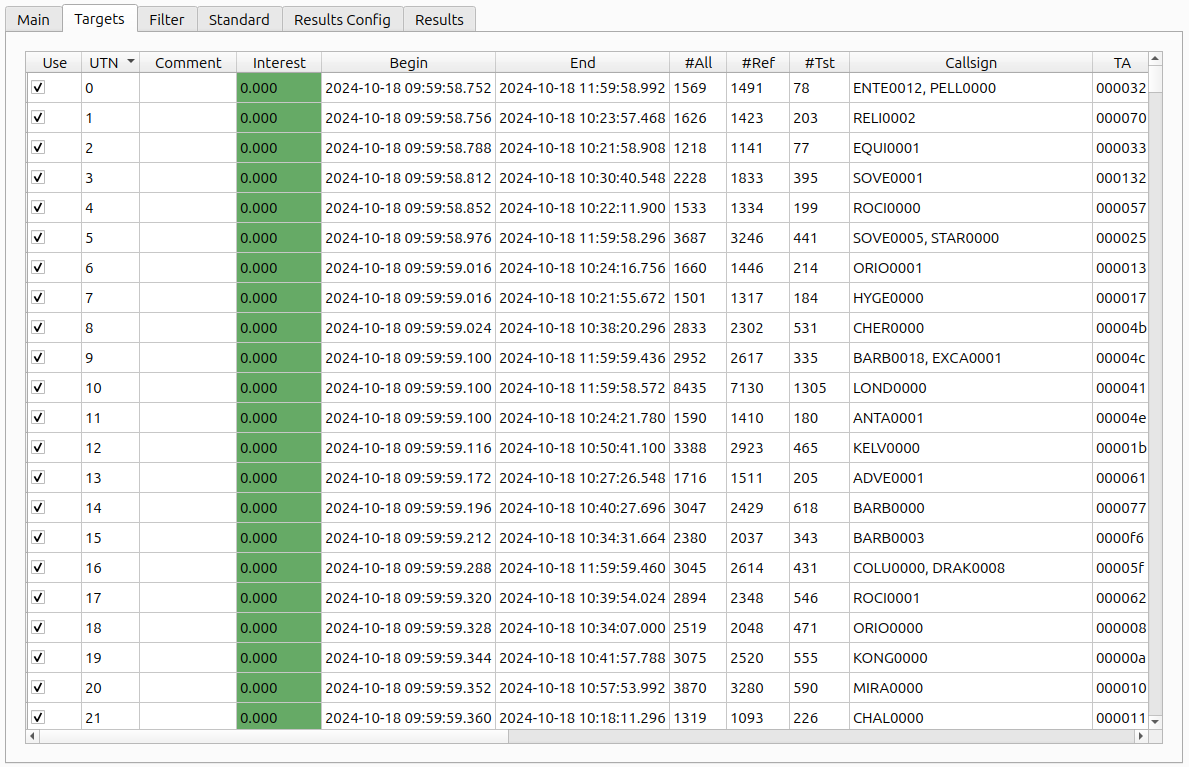 Main Targets Filter Standard Results Config Results
Use UTN Comment Interest Begin End #All #Ref #Tst Callsign TA
0 0.000 2024-10-18 09:59:58.752 2024-10-18 11:59:58.992 1569 1491 78 ENTE0012, PELL0000 000032
1 0.000 2024-10-18 09:59:58.756 2024-10-18 10:23:57.468 1626 1423 203 RELI0002 000070
2 0.000 2024-10-18 09:59:58.788 2024-10-18 10:21:58.908 1218 1141 77 EQUI0001 000033
3 0.000 2024-10-18 09:59:58.812 2024-10-18 10:30:40.548 2228 1833 395 SOVE0001 000132
4 0.000 2024-10-18 09:59:58.852 2024-10-18 10:22:11.900 1533 1334 199 ROCI0000 000057
5 0.000 2024-10-18 09:59:58.976 2024-10-18 11:59:58.296 3687 3246 441 SOVE0005, STAR0000 000025
6 0.000 2024-10-18 09:59:59.016 2024-10-18 10:24:16.756 1660 1446 214 ORIO0001 000013
7 0.000 2024-10-18 09:59:59.016 2024-10-18 10:21:55.672 1501 1317 184 HYGE0000 000017
8 0.000 2024-10-18 09:59:59.024 2024-10-18 10:38:20.296 2833 2302 531 CHER0000 00004b
9 0.000 2024-10-18 09:59:59.100 2024-10-18 11:59:59.436 2952 2617 335 BARB0018, EXCA0001 00004c
10 0.000 2024-10-18 09:59:59.100 2024-10-18 11:59:58.572 8435 7130 1305 LOND0000 000041
11 0.000 2024-10-18 09:59:59.100 2024-10-18 10:24:21.780 1590 1410 180 ANTA0001 00004e
12 0.000 2024-10-18 09:59:59.116 2024-10-18 10:50:41.100 3388 2923 465 KELV0000 00001b
13 0.000 2024-10-18 09:59:59.172 2024-10-18 10:27:26.548 1716 1511 205 ADVE0001 000061
14 0.000 2024-10-18 09:59:59.196 2024-10-18 10:40:27.696 3047 2429 618 BARB0000 000077
15 0.000 2024-10-18 09:59:59.212 2024-10-18 10:34:31.664 2380 2037 343 BARB0003 0000f6
16 0.000 2024-10-18 09:59:59.288 2024-10-18 11:59:59.460 3045 2614 431 COLU0000, DRAK0008 00005f
17 0.000 2024-10-18 09:59:59.320 2024-10-18 10:39:54.024 2894 2348 546 ROCI0001 000062
18 0.000 2024-10-18 09:59:59.328 2024-10-18 10:34:07.000 2519 2048 471 ORIO0000 000008
19 0.000 2024-10-18 09:59:59.344 2024-10-18 10:41:57.788 3075 2520 555 KONG0000 00000a
20 0.000 2024-10-18 09:59:59.352 2024-10-18 10:57:53.992 3870 3280 590 MIRA0000 000010
21 0.000 2024-10-18 09:59:59.360 2024-10-18 10:18:11.296 1319 1093 226 CHAL0000 000011